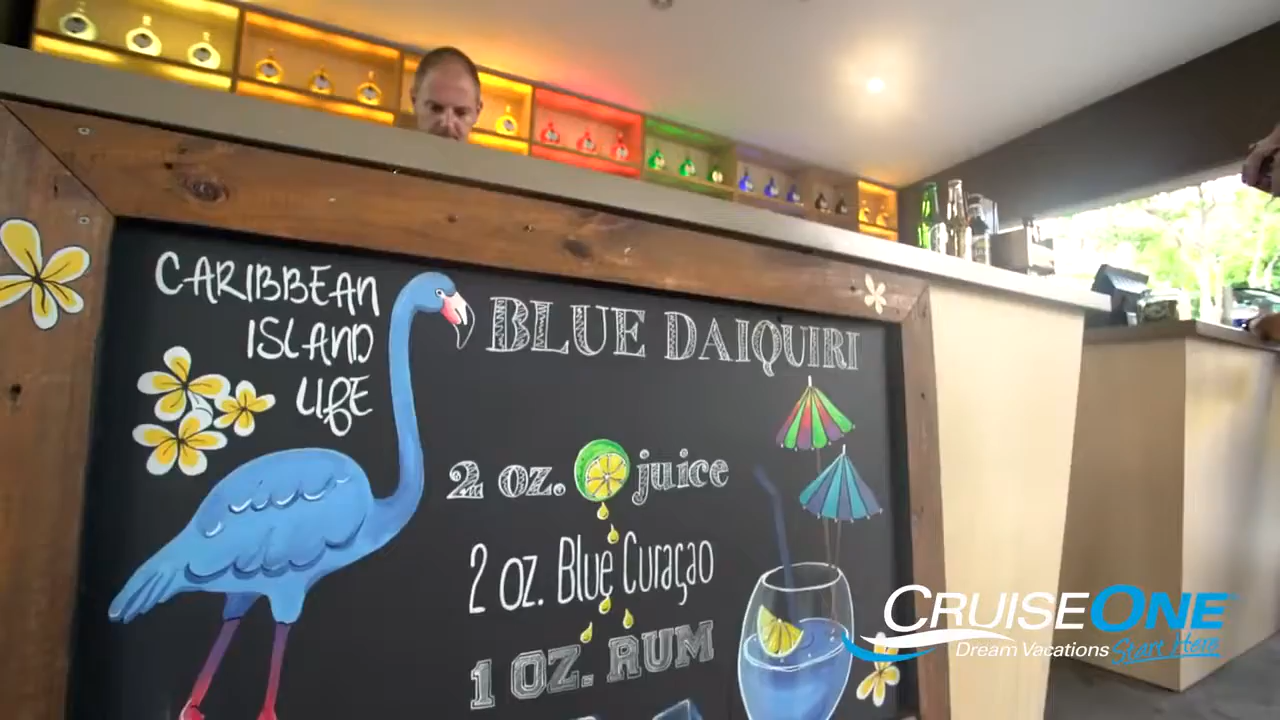 CARIBBEAN
ISLAND
LIFE
BLUE DAIQUIRI
2 oz. juice
2 oz. Blue Curaçao
1 OZ. RUM
CRUISEONE
Dream Vacations Start Here